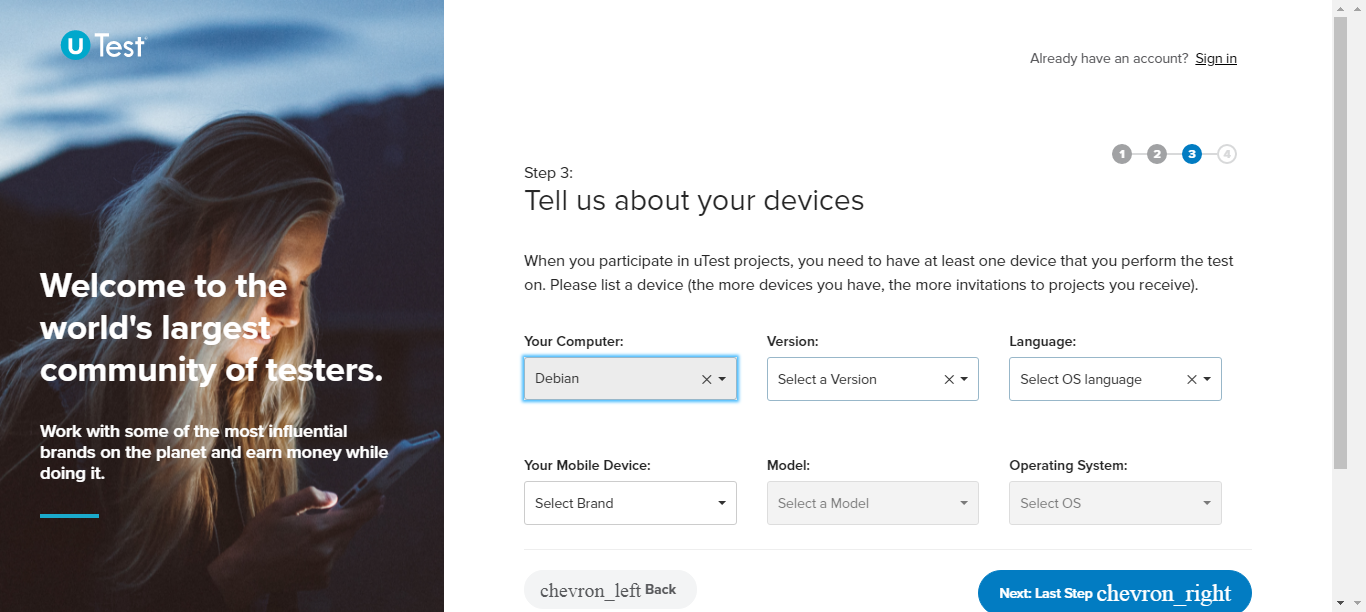 U Test
Already have an account? Sign in
1 2 3 4
Step 3:
Tell us about your devices
When you participate in uTest projects, you need to have at least one device that you perform the test
on. Please list a device (the more devices you have, the more invitations to projects you receive).
Your Computer: Version: Language:
Debian Select a Version Select OS language
Your Mobile Device: Model: Operating System:
Select Brand Select a Model Select OS
chevron_left Back Next: Last Step chevron_right
Welcome to the
world's largest
community of testers.
Work with some of the most influential
brands on the planet and earn money while
doing it.